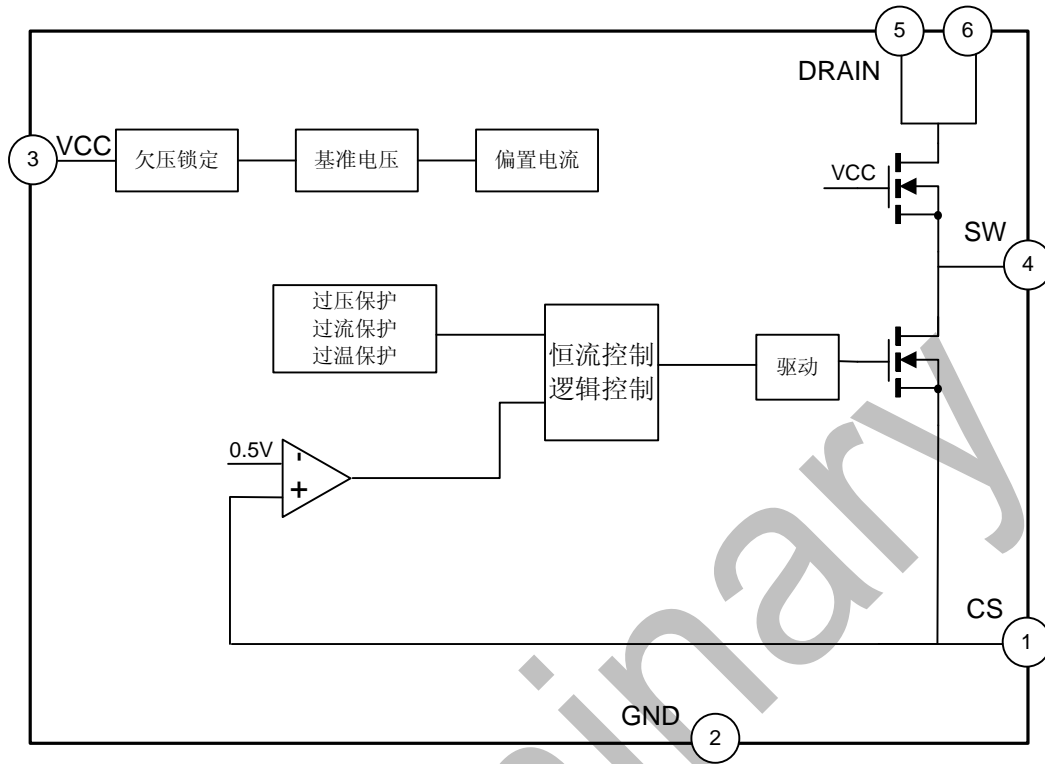 5
6
DRAIN
3
VCC
欠压锁定
基准电压
偏置电流
VCC
SW
4
过压保护
过流保护
过温保护
恒流控制
逻辑控制
驱动
0.5V
-
+
CS
1
GND
2
inary